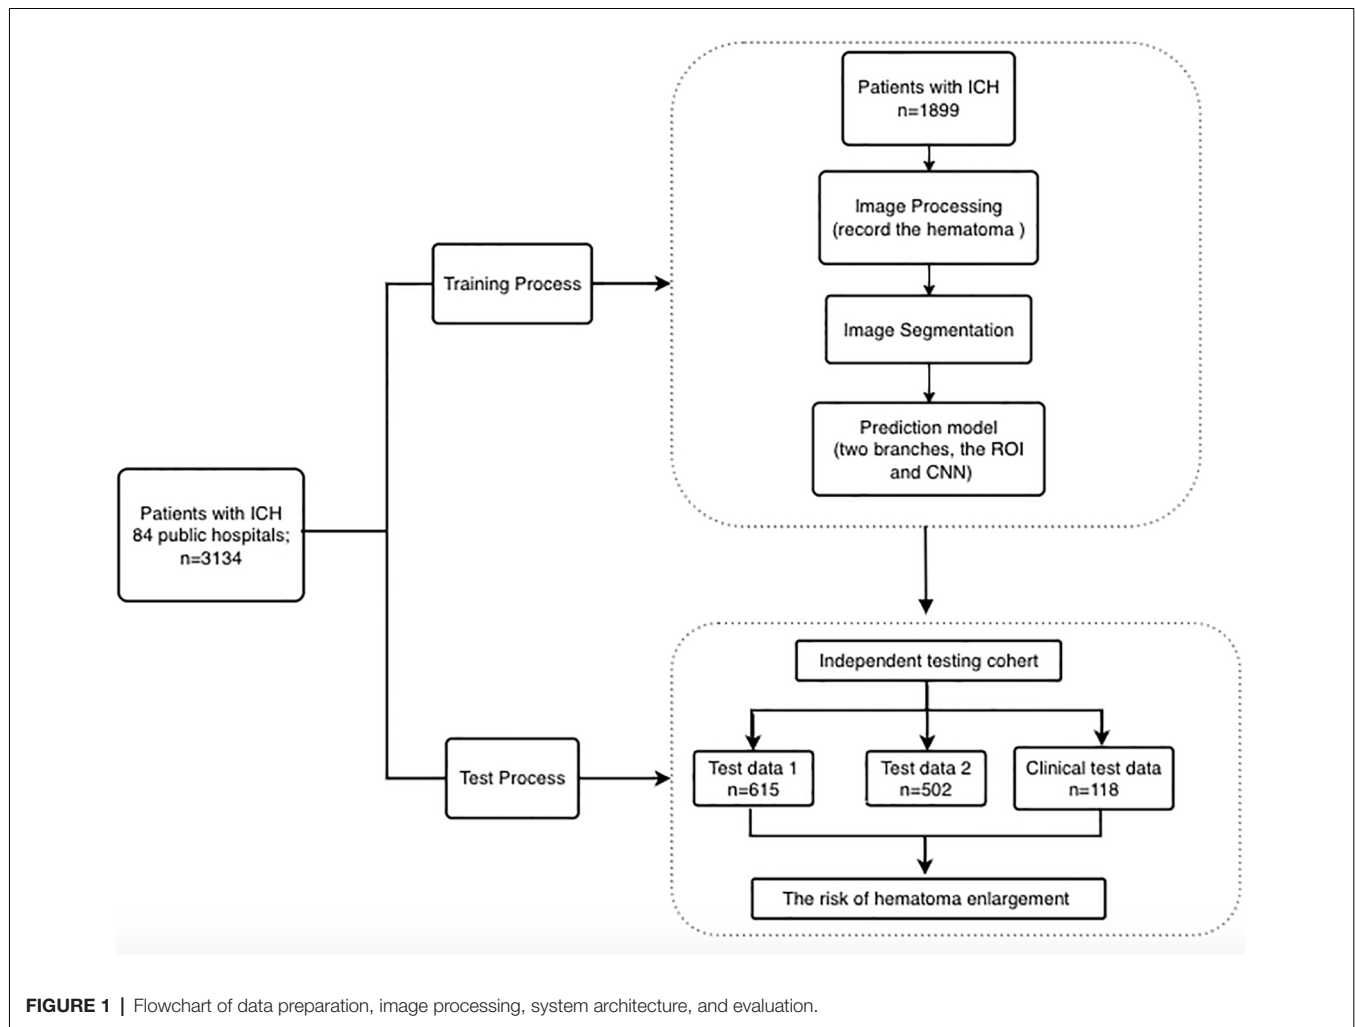 Patients with ICH
n=1899
Image Processing
(record the hematoma )
Training Process
Image Segmentation
Prediction model
(two branches, the ROI
and CNN)
Patients with ICH
84 public hospitals;
n=3134
Independent testing cohert
Test Process
Test data 1
n=615
Test data 2
n=502
Clinical test data
n=118
The risk of hematoma enlargement
FIGURE 1 | Flowchart of data preparation, image processing, system architecture, and evaluation.